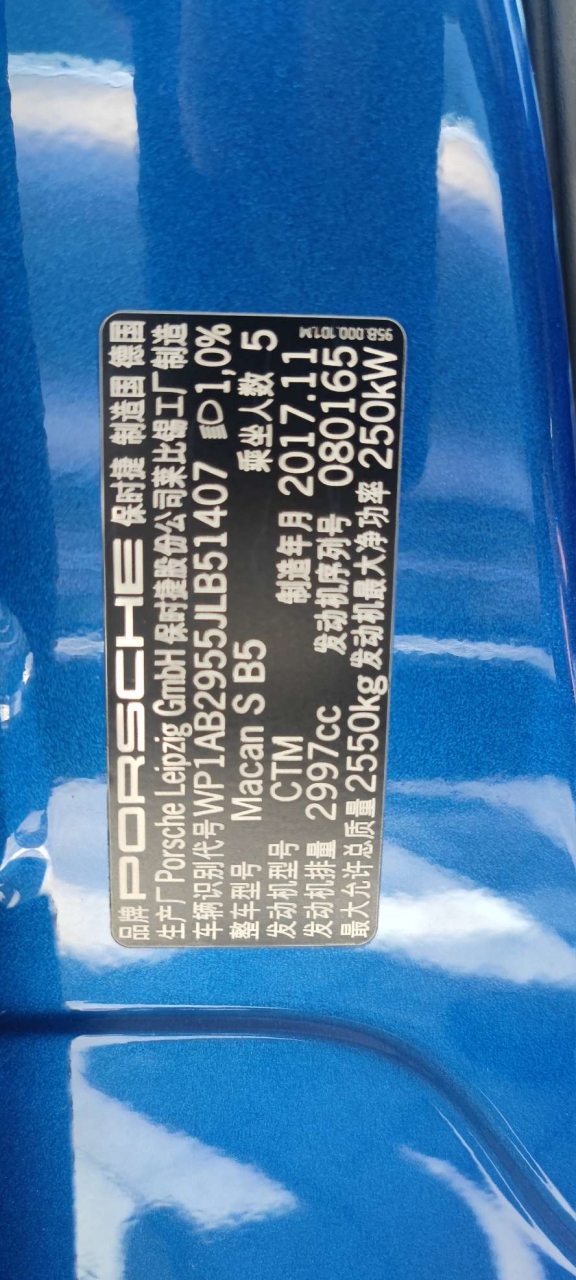 95B.000.101.M
品牌 PORSCHE 保时捷 制造国 德国
生产厂 Porsche Leipzig GmbH 保时捷股份公司莱比锡工厂 制造
车辆识别代号 WP1AB2955JLB51407 1,0%
整车型号 Macan S B5 乘坐人数 5
发动机型号 CTM 制造年月 2017.11
发动机排量 2997cc 发动机序列号 080165
最大允许总质量 2550kg 发动机最大净功率 250kW